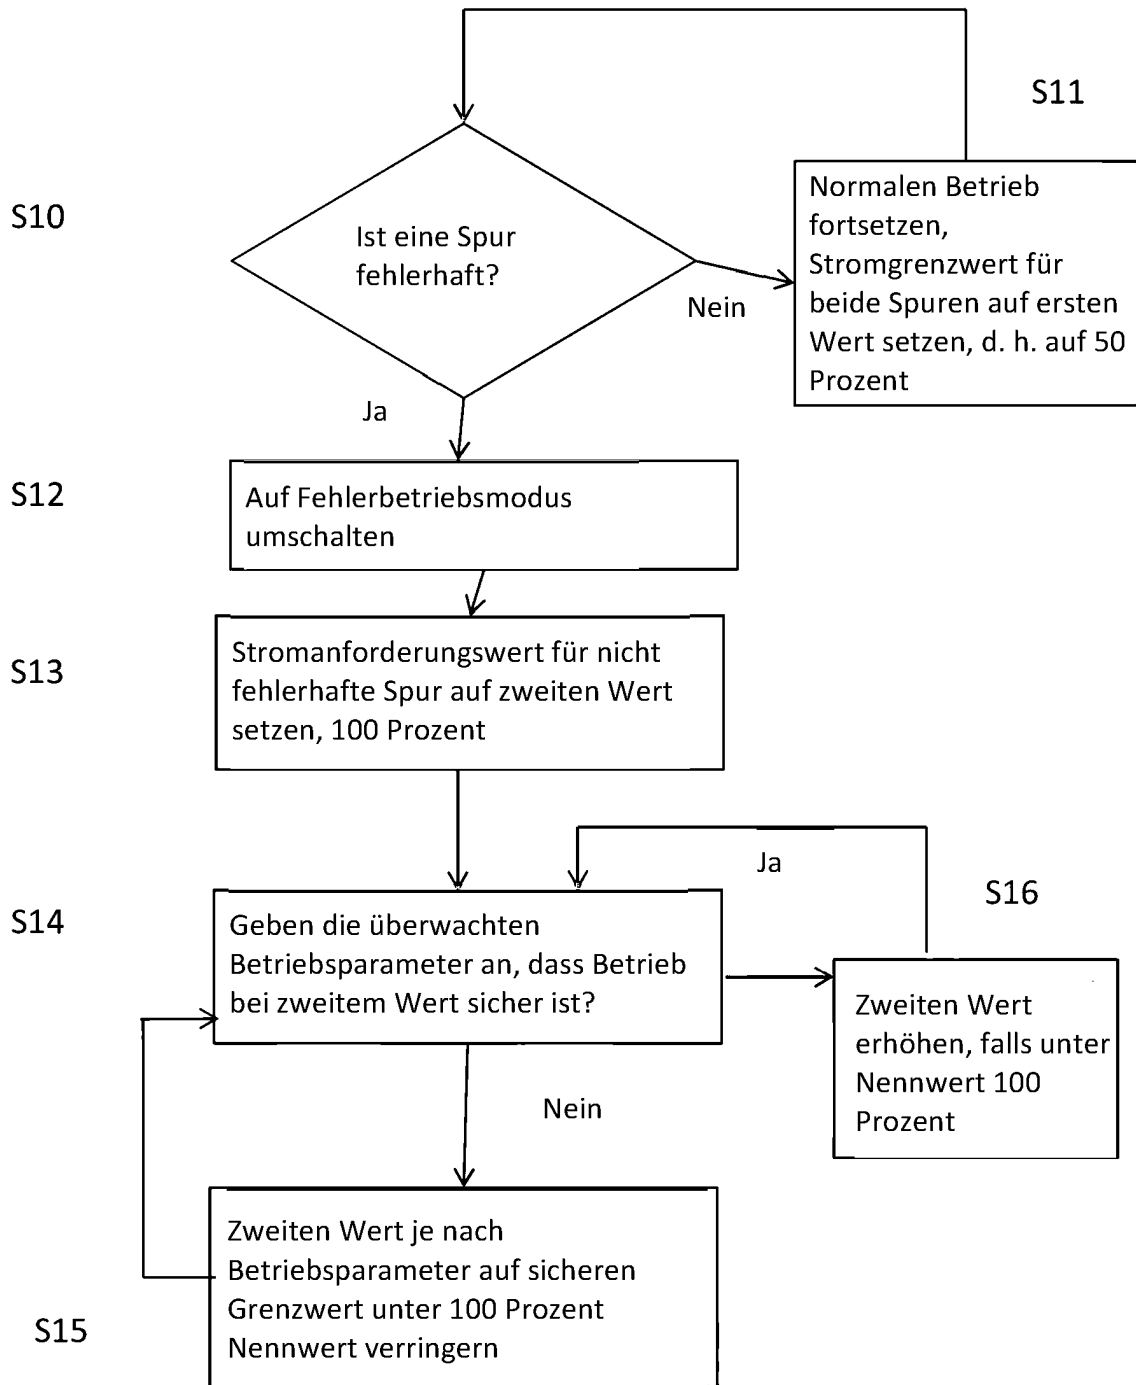 S11
Normalen Betrieb
fortsetzen,
Stromgrenzwert für
beide Spuren auf ersten
Wert setzen, d. h. auf 50
Prozent
S10
Ist eine Spur
fehlerhaft?
Nein
Ja
S12
Auf Fehlerbetriebsmodus
umschalten
S13
Stromanforderungswert für nicht
fehlerhafte Spur auf zweiten Wert
setzen, 100 Prozent
Ja
S16
S14
Geben die überwachten
Betriebsparameter an, dass Betrieb
bei zweitem Wert sicher ist?
Zweiten Wert
erhöhen, falls unter
Nennwert 100
Prozent
Nein
Zweiten Wert je nach
Betriebsparameter auf sicheren
Grenzwert unter 100 Prozent
Nennwert verringern
S15